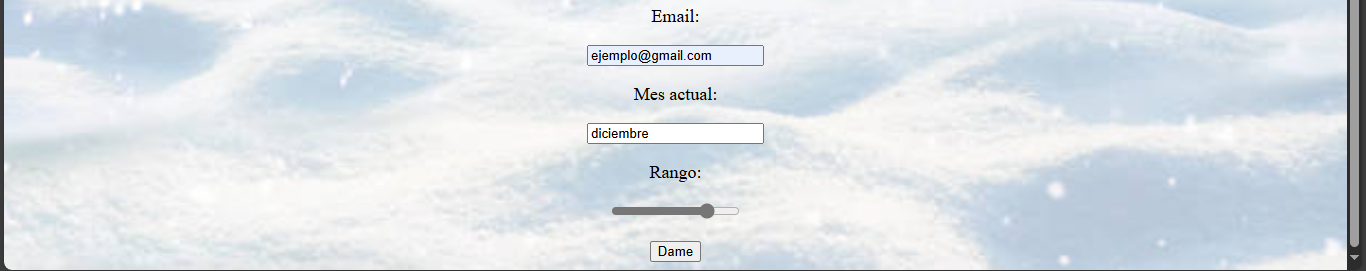 Email:
ejemplo@gmail.com
Mes actual:
diciembre
Rango:
Dame